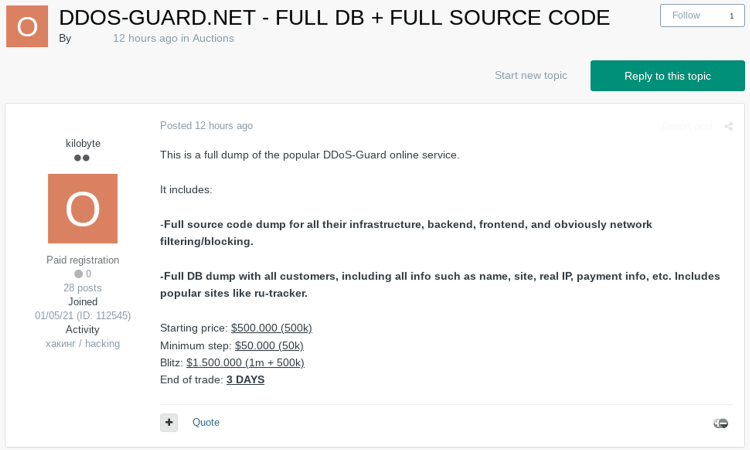 O
DDOS-GUARD.NET - FULL DB + FULL SOURCE CODE
Follow 1
By
12 hours ago in Auctions
Start new topic
Reply to this topic
kilobyte
O
Paid registration
0
28 posts
Joined
01/05/21 (ID: 112545)
Activity
хакинг / hacking
Posted 12 hours ago
This is a full dump of the popular DDoS-Guard online service.
It includes:
-Full source code dump for all their infrastructure, backend, frontend, and obviously network
filtering/blocking.
-Full DB dump with all customers, including all info such as name, site, real IP, payment info, etc. Includes
popular sites like ru-tracker.
Starting price: $500.000 (500k)
Minimum step: $50.000 (50k)
Blitz: $1.500.000 (1m + 500k)
End of trade: 3 DAYS
+ Quote